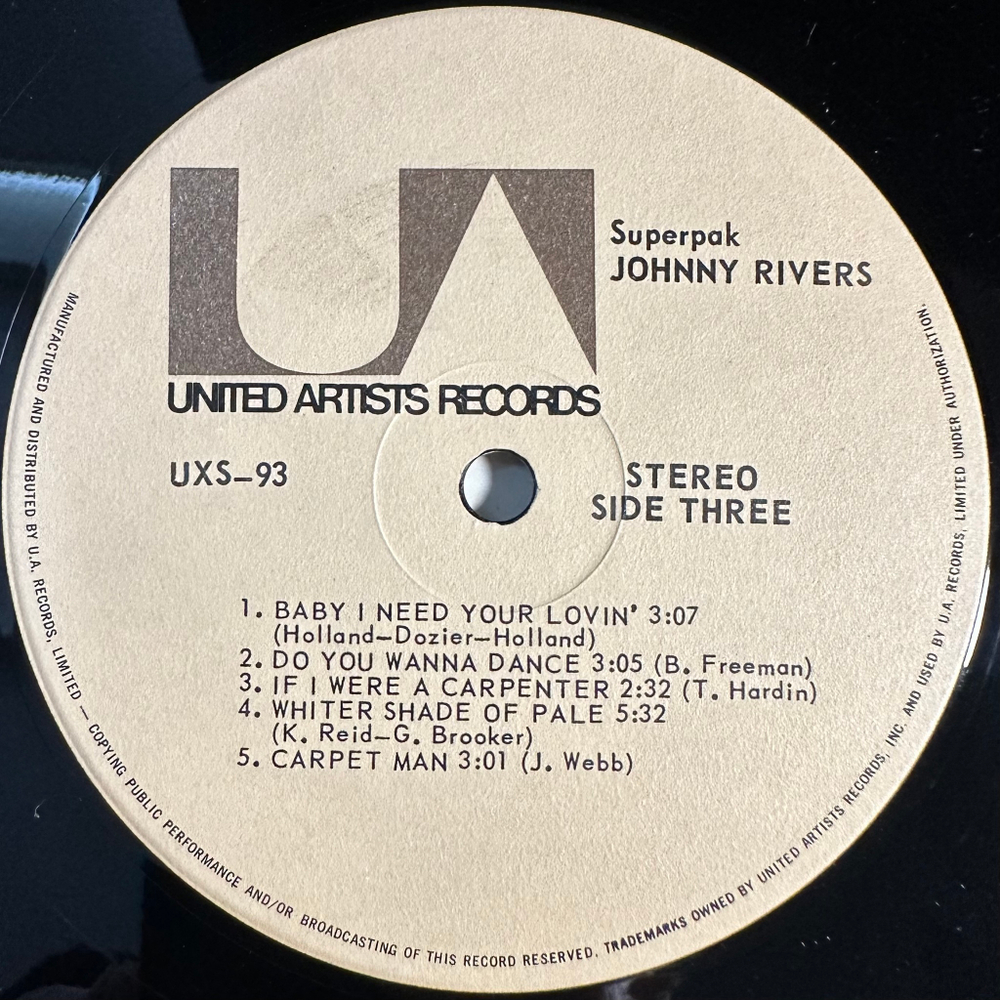 UA
Superpak
JOHNNY RIVERS
UNITED ARTISTS RECORDS
UXS-93
STEREO
SIDE THREE
1. BABY I NEED YOUR LOVIN' 3:07
(Holland-Dozier-Holland)
2. DO YOU WANNA DANCE 3:05 (B. Freeman)
3. IF I WERE A CARPENTER 2:32 (T. Hardin)
4. WHITER SHADE OF PALE 5:32
(K. Reid-G. Brooker)
5. CARPET MAN 3:01 (J. Webb)
MANUFACTURED AND DISTRIBUTED BY U.A. RECORDS, LIMITED — COPYING PUBLIC PERFORMANCE AND/OR BROADCASTING OF THIS RECORD RESERVED. TRADEMARKS OWNED BY UNITED ARTISTS RECORDS, INC. AND USED BY U.A. RECORDS, LIMITED UNDER AUTHORIZATION.